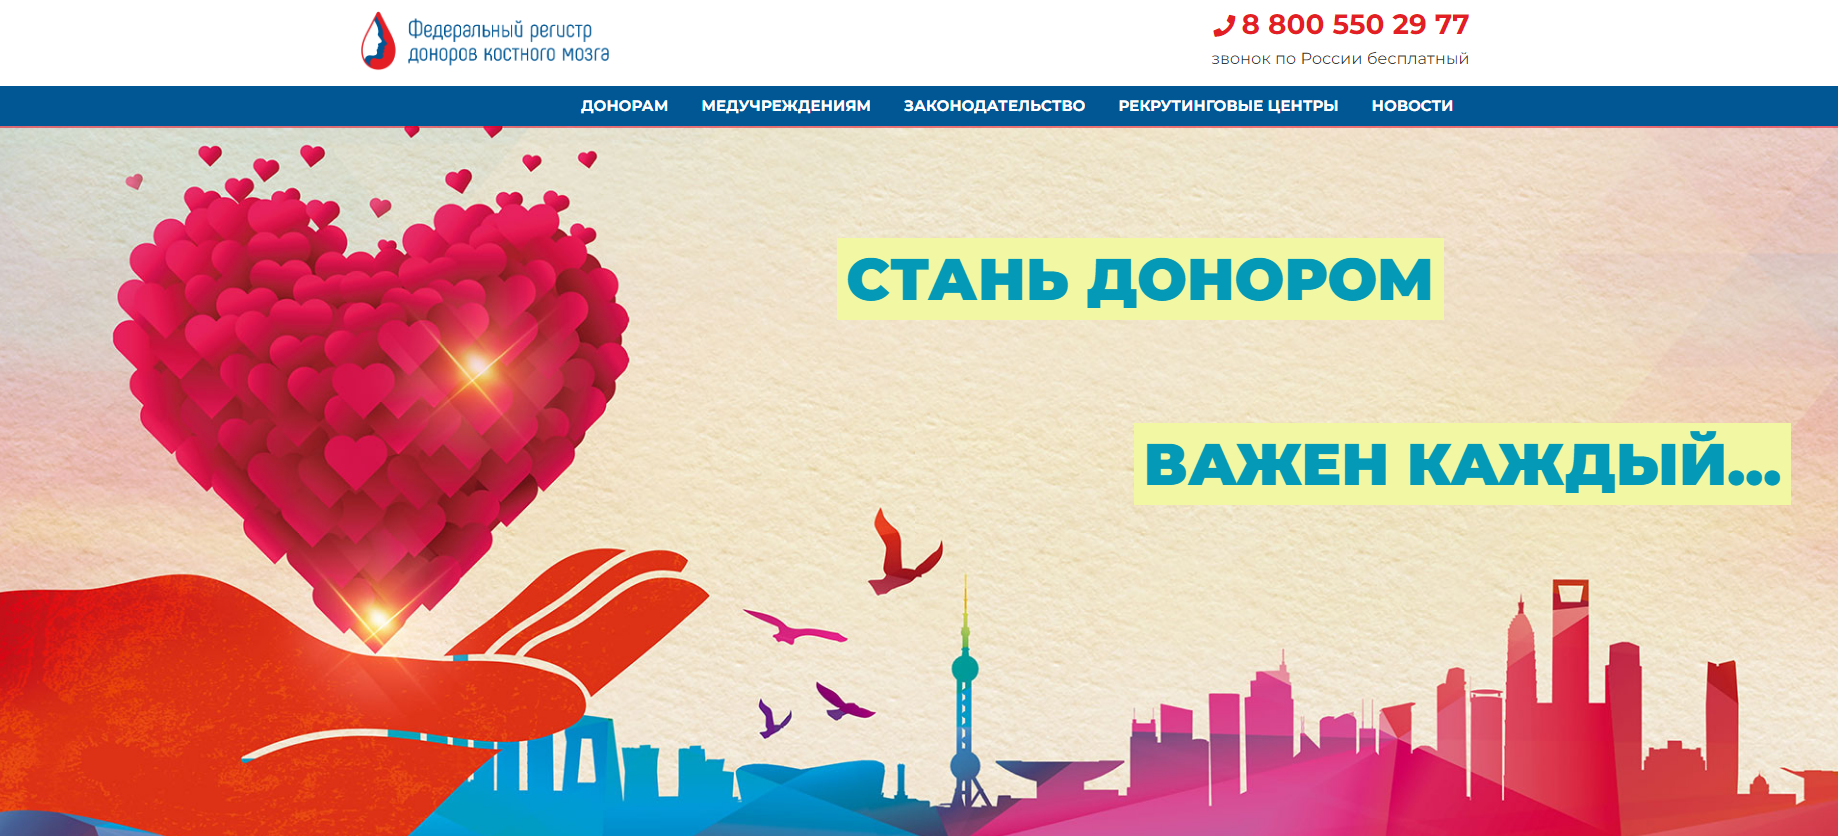 Федеральный регистр
доноров костного мозга
8 800 550 29 77
звонок по России бесплатный
ДОНОРАМ МЕДУЧРЕЖДЕНИЯМ ЗАКОНОДАТЕЛЬСТВО РЕКРУТИНГОВЫЕ ЦЕНТРЫ НОВОСТИ
СТАНЬ ДОНОРОМ
ВАЖЕН КАЖДЫЙ...